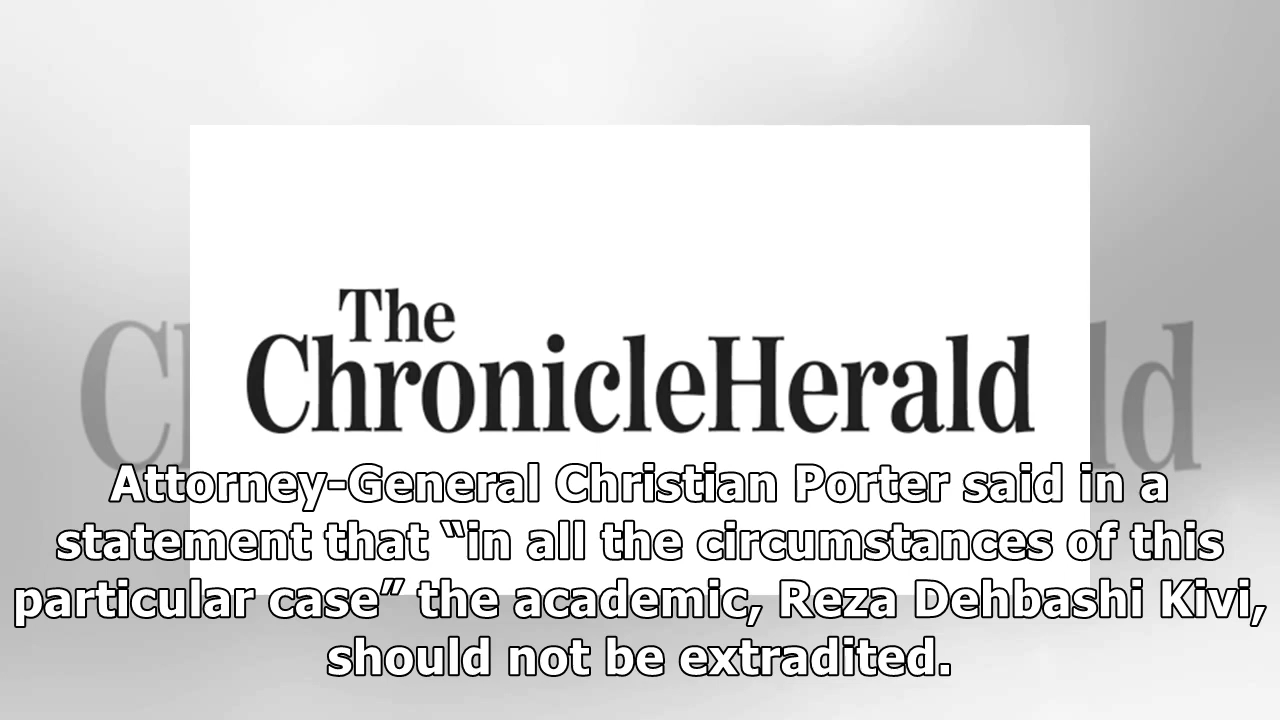 The
ChronicleHerald
Attorney-General Christian Porter said in a
statement that “in all the circumstances of this
particular case” the academic, Reza Dehbashi Kivi,
should not be extradited.